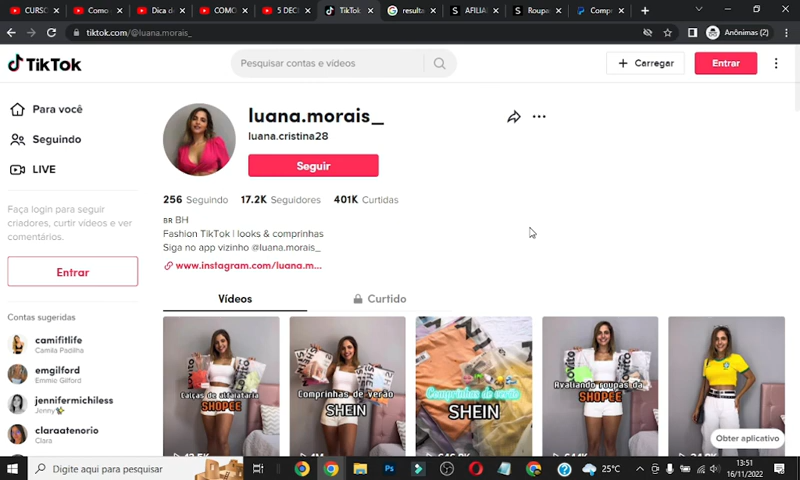 CURSO
Como
Dica d
COMO
5 DECI
TikTok
resulta
AFILIA
Roupa
Compr
tiktok.com/@luana.morais_
Anônimas (2)
TikTok
Pesquisar contas e vídeos
Carregar
Entrar
Para você
Seguindo
LIVE
Faça login para seguir
criadores, curtir vídeos e ver
comentários.
Entrar
Contas sugeridas
camifitlife
Camila Padilha
emgilford
Emmie Gilford
jennifermichiless
Jenny
claraatenorio
Clara
luana.morais_
luana.cristina28
Seguir
256 Seguindo 17.2K Seguidores 401K Curtidas
BR BH
Fashion TikTok | looks & comprinhas
Siga no app vizinho @luana.morais_
www.instagram.com/luana.m...
Vídeos
Curtido
Calças de alfaiataria
SHOPEE
Comprinhas de verão
SHEIN
Comprinhas de verão
SHEIN
Avaliando roupas da
SHOPEE
Obter aplicativo
Digite aqui para pesquisar
25°C
13:51
16/11/2022